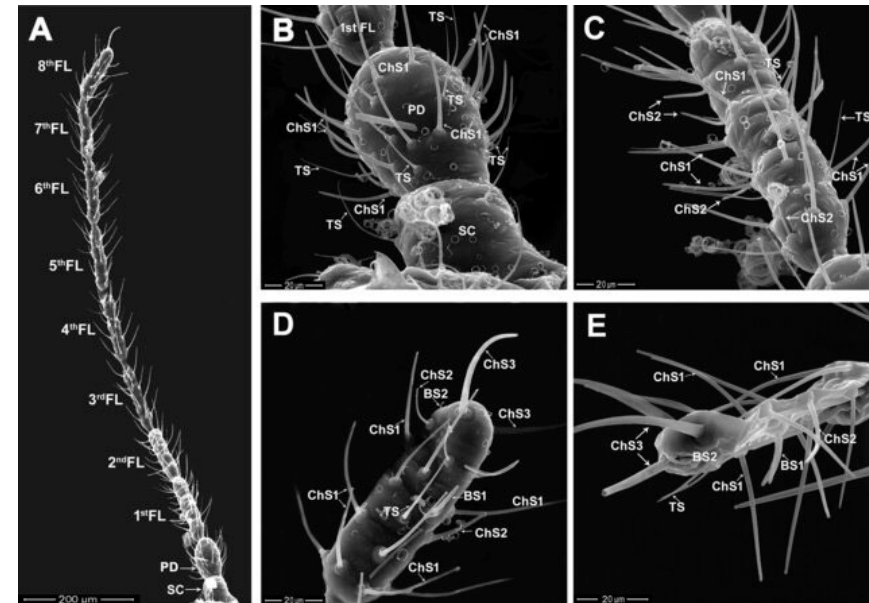 A
8thFL
7thFL
6thFL
5thFL
4thFL
3rdFL
2ndFL
1stFL
PD
SC
200 μm
B
1st FL
TS
ChS1
ChS1
TS
PD
ChS1
ChS1
TS
TS
TS
ChS1
TS
SC
20 μm
C
ChS1
TS
ChS2
TS
ChS1
ChS1
ChS2
ChS2
20 μm
D
ChS3
ChS2
BS2
ChS3
ChS1
ChS1
BS1
ChS1
TS
ChS2
ChS1
20 μm
E
ChS1
ChS1
ChS3
ChS2
BS2
BS1
ChS1
TS
20 μm